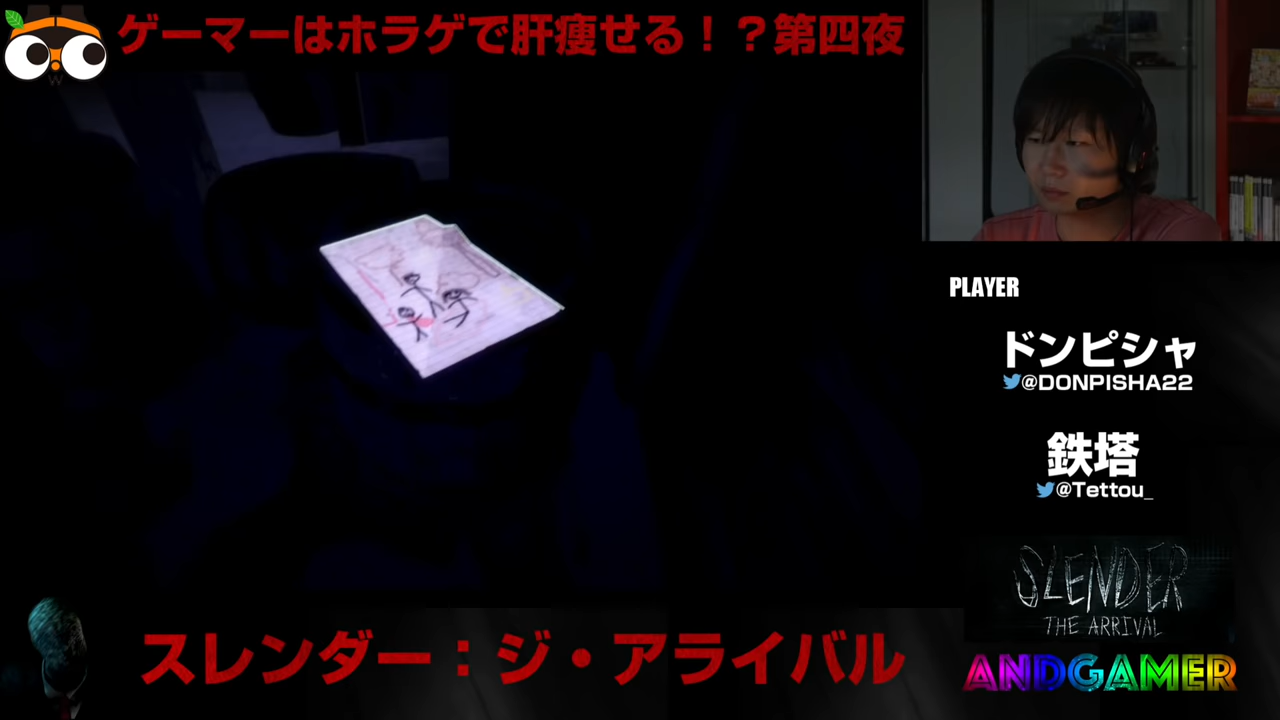 ゲーマーはホラゲで肝痩せる！？第四夜
PLAYER
ドンピシャ
@DONPISHA22
鉄塔
@Tettou_
SLENDER
THE ARRIVAL
スレンダー：ジ・アライバル
ANDGAMER